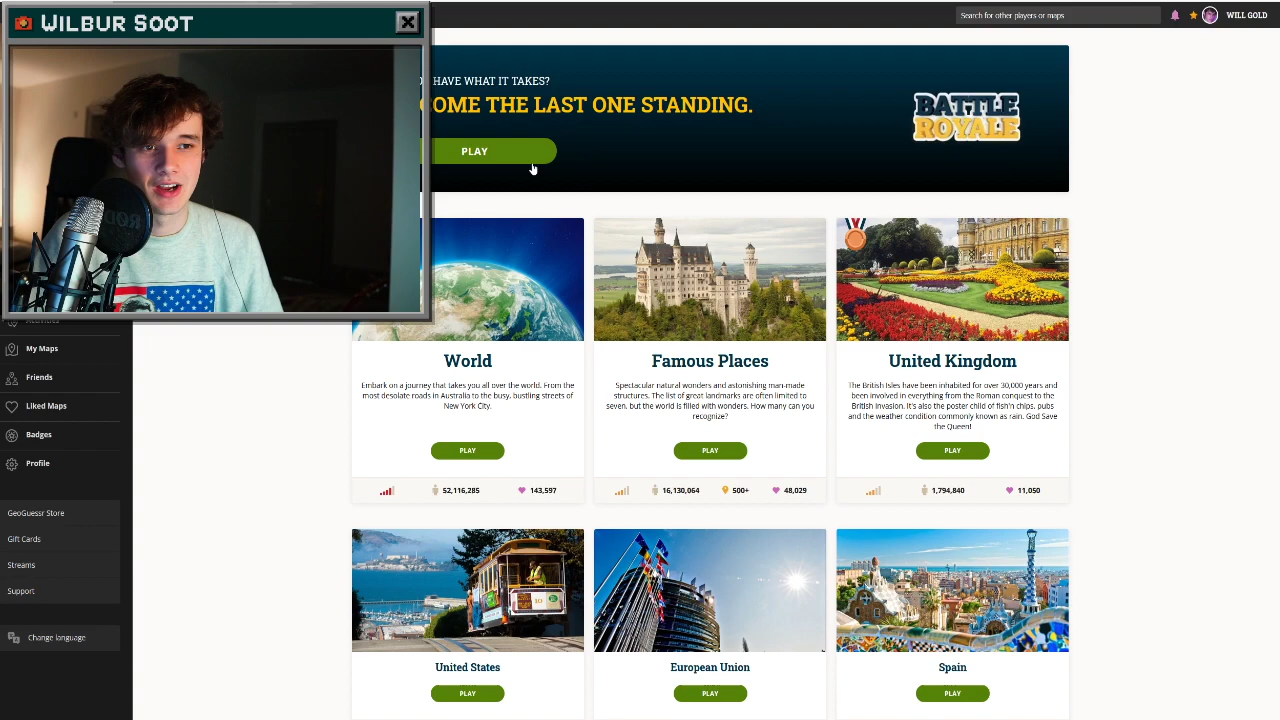 WILBUR SOOT
Search for other players or maps
WILL GOLD
HAVE WHAT IT TAKES?
OME THE LAST ONE STANDING.
PLAY
BATTLE
ROYALE
RØDE
My Maps
Friends
Liked Maps
Badges
Profile
GeoGuessr Store
Gift Cards
Streams
Support
Change language
World
Embark on a journey that takes you all over the world. From the
most desolate roads in Australia to the busy, bustling streets of
New York City.
PLAY
52,116,285
143,597
Famous Places
Spectacular natural wonders and astonishing man-made
structures. The list of great landmarks are often limited to
seven, but the world is filled with wonders. How many can you
recognize?
PLAY
16,130,064
500+
48,029
United Kingdom
The British Isles have been inhabited for over 30,000 years and
been involved in everything from the Roman conquest to the
British invasion. It's also the poster child of fish'n chips, pubs
and the weather condition commonly known as rain. God Save
the Queen!
PLAY
1,794,840
11,050
United States
PLAY
European Union
PLAY
Spain
PLAY